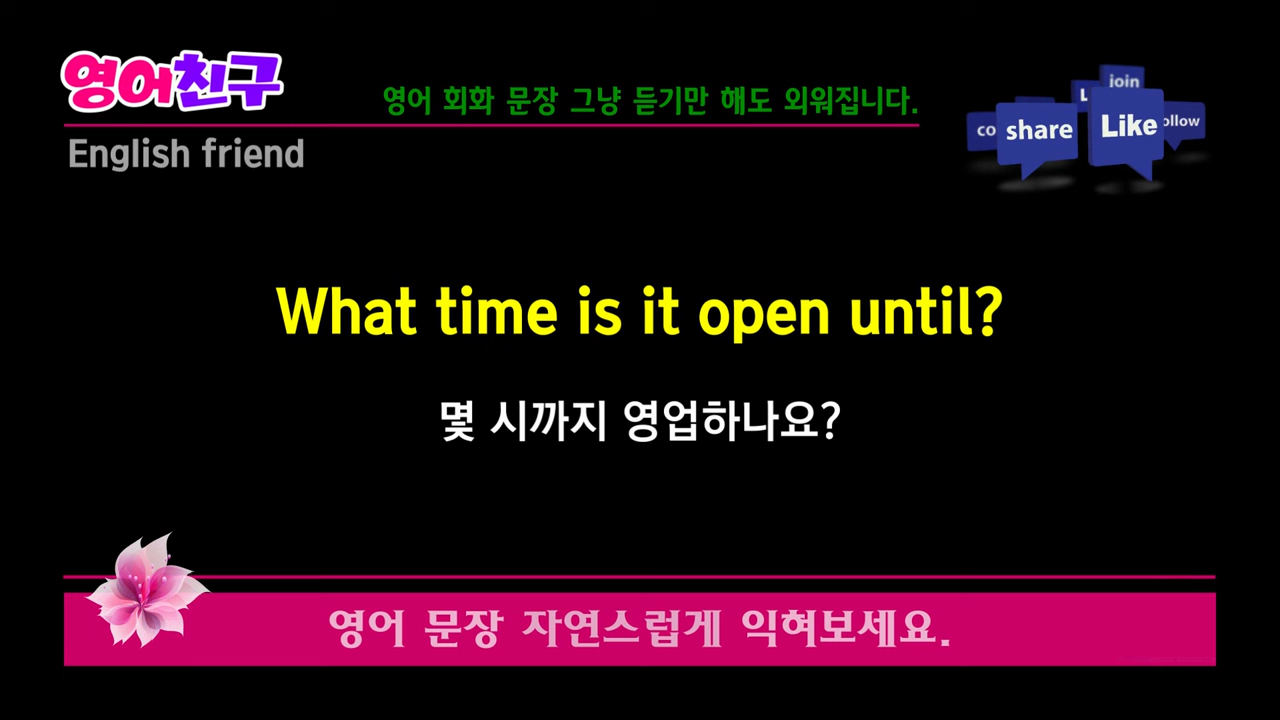 영어친구
English friend
영어 회화 문장 그냥 듣기만 해도 외워집니다.
join
L
co
share
Like
ollow
What time is it open until?
몇 시까지 영업하나요?
영어 문장 자연스럽게 익혀보세요.